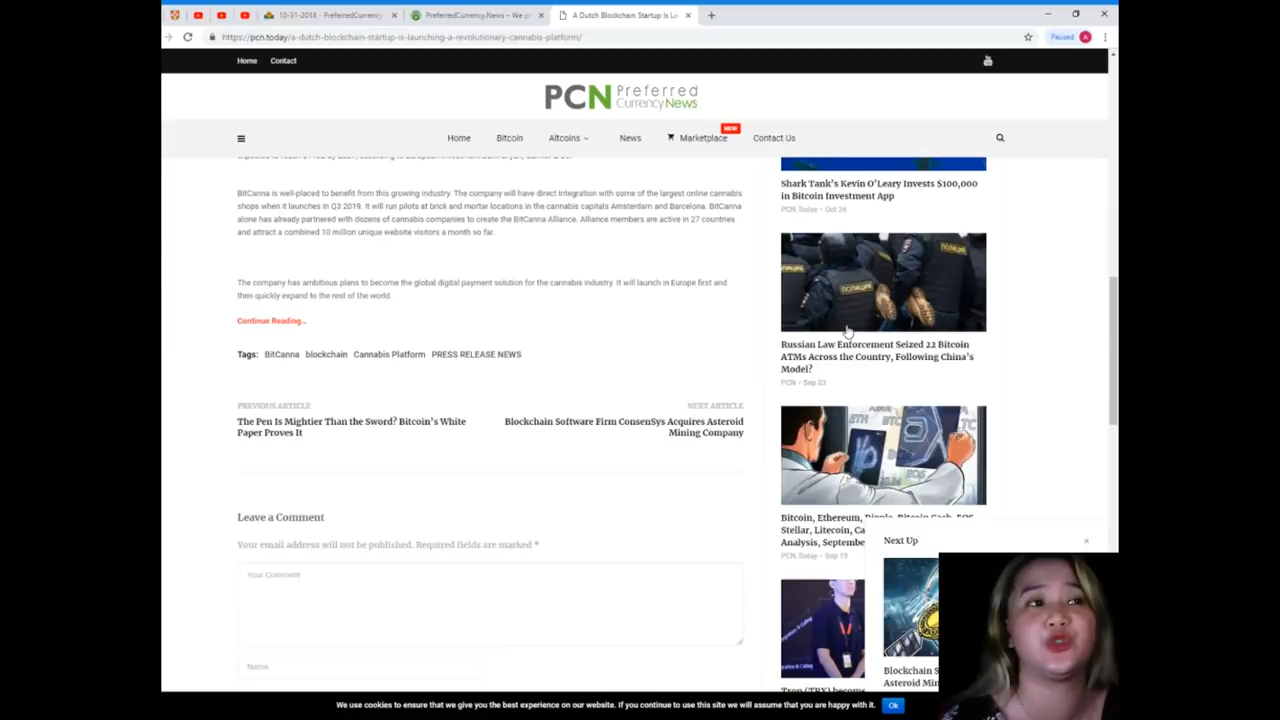 10-31-2018 - PreferredCurrency
PreferredCurrency.News – We p
A Dutch Blockchain Startup Is La
https://pcn.today/a-dutch-blockchain-startup-is-launching-a-revolutionary-cannabis-platform/
Paused A
Home Contact
PCN Preferred
CurrencyNews
NEW
Home Bitcoin Altcoins News Marketplace Contact Us
BitCanna is well-placed to benefit from this growing industry. The company will have direct integration with some of the largest online cannabis
shops when it launches in Q3 2019. It will run pilots at brick and mortar locations in the cannabis capitals Amsterdam and Barcelona. BitCanna
alone has already partnered with dozens of cannabis companies to create the BitCanna Alliance. Alliance members are active in 27 countries
and attract a combined 10 million unique website visitors a month so far.
The company has ambitious plans to become the global digital payment solution for the cannabis industry. It will launch in Europe first and
then quickly expand to the rest of the world.
Continue Reading...
Tags: BitCanna blockchain Cannabis Platform PRESS RELEASE NEWS
PREVIOUS ARTICLE
The Pen Is Mightier Than the Sword? Bitcoin's White
Paper Proves It
NEXT ARTICLE
Blockchain Software Firm ConsenSys Acquires Asteroid
Mining Company
Leave a Comment
Your email address will not be published. Required fields are marked *
Your Comment
Name
Shark Tank's Kevin O'Leary Invests $100,000
in Bitcoin Investment App
PCN.Today • Oct 26
ПОЛИЦИЯ
Russian Law Enforcement Seized 22 Bitcoin
ATMs Across the Country, Following China's
Model?
PCN • Sep 03
ETH BTC
LTC
EOS
Bitcoin, Ethereum, Ripple, Bitcoin Cash, EOS,
Stellar, Litecoin, Ca
Analysis, Septembe
PCN.Today • Sep 19
Tron (TRX) become
Next Up
Blockchain S
Asteroid Min
We use cookies to ensure that we give you the best experience on our website. If you continue to use this site we will assume that you are happy with it. Ok